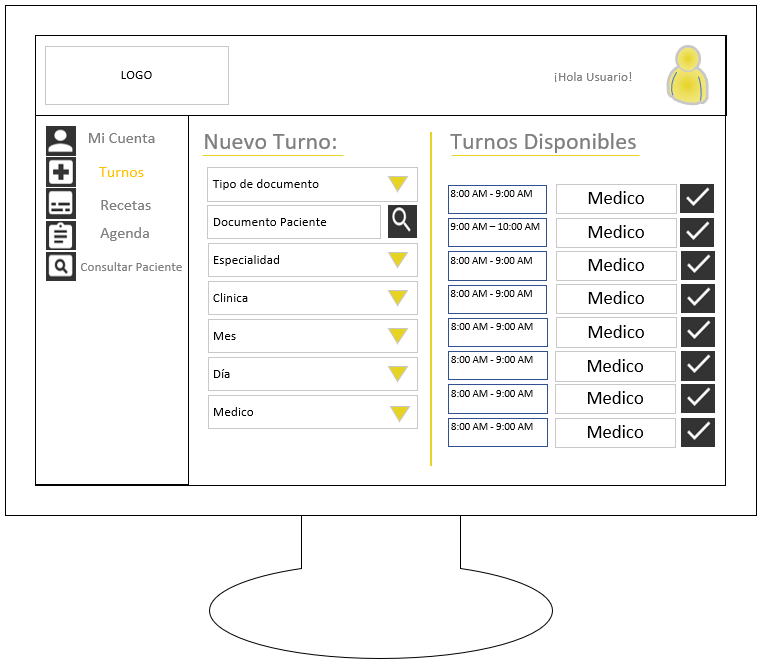 LOGO
¡Hola Usuario!
Mi Cuenta
Turnos
Recetas
Agenda
Consultar Paciente
Nuevo Turno:
Tipo de documento
Documento Paciente
Especialidad
Clinica
Mes
Día
Medico
Turnos Disponibles
8:00 AM - 9:00 AM Medico
9:00 AM – 10:00 AM Medico
8:00 AM - 9:00 AM Medico
8:00 AM - 9:00 AM Medico
8:00 AM - 9:00 AM Medico
8:00 AM - 9:00 AM Medico
8:00 AM - 9:00 AM Medico
8:00 AM - 9:00 AM Medico